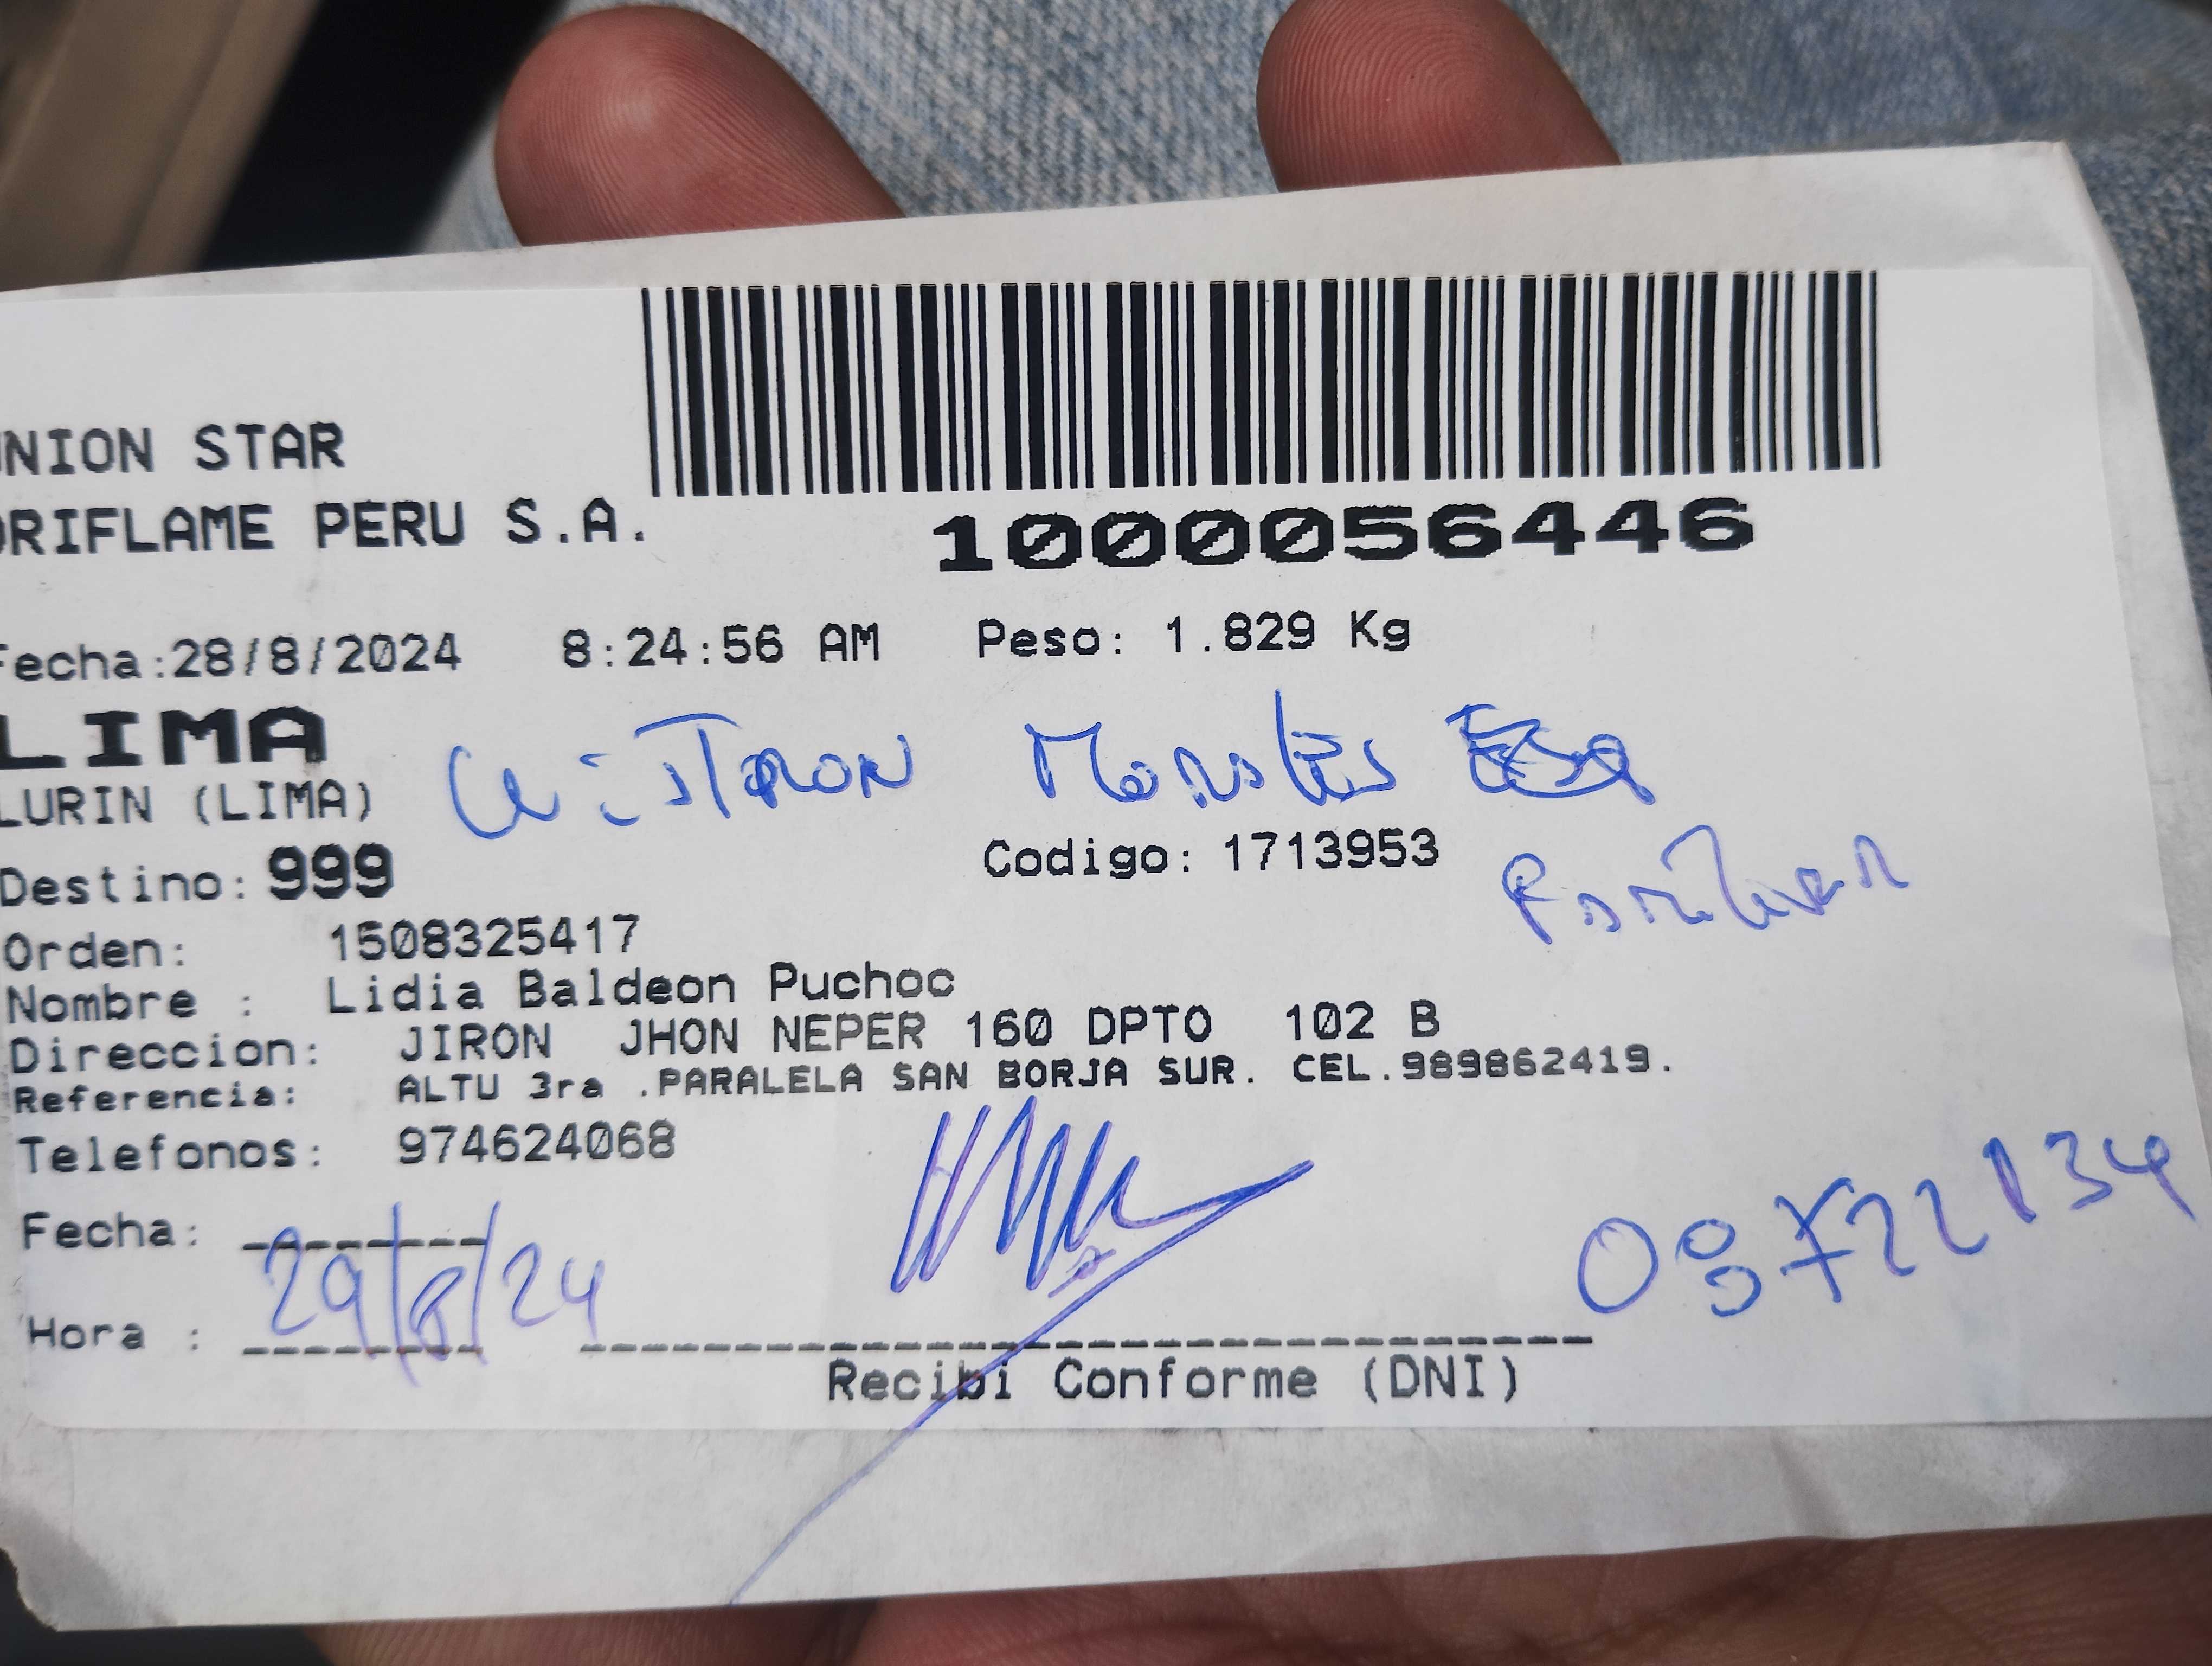 NION STAR
ORIFLAME PERU S.A.
1000056446
Fecha:28/8/2024 8:24:56 AM Peso: 1.829 Kg
LIMA
LURIN (LIMA)
Destino: 999 Codigo: 1713953
Familiar
Orden: 1508325417
Nombre : Lidia Baldeon Puchoc
Direccion: JIRON JHON NEPER 160 DPTO 102 B
Referencia: ALTU 3ra .PARALELA SAN BORJA SUR. CEL.989862419.
Telefonos: 974624068
Fecha:
29/8/24
Hora :
Recibi Conforme (DNI)